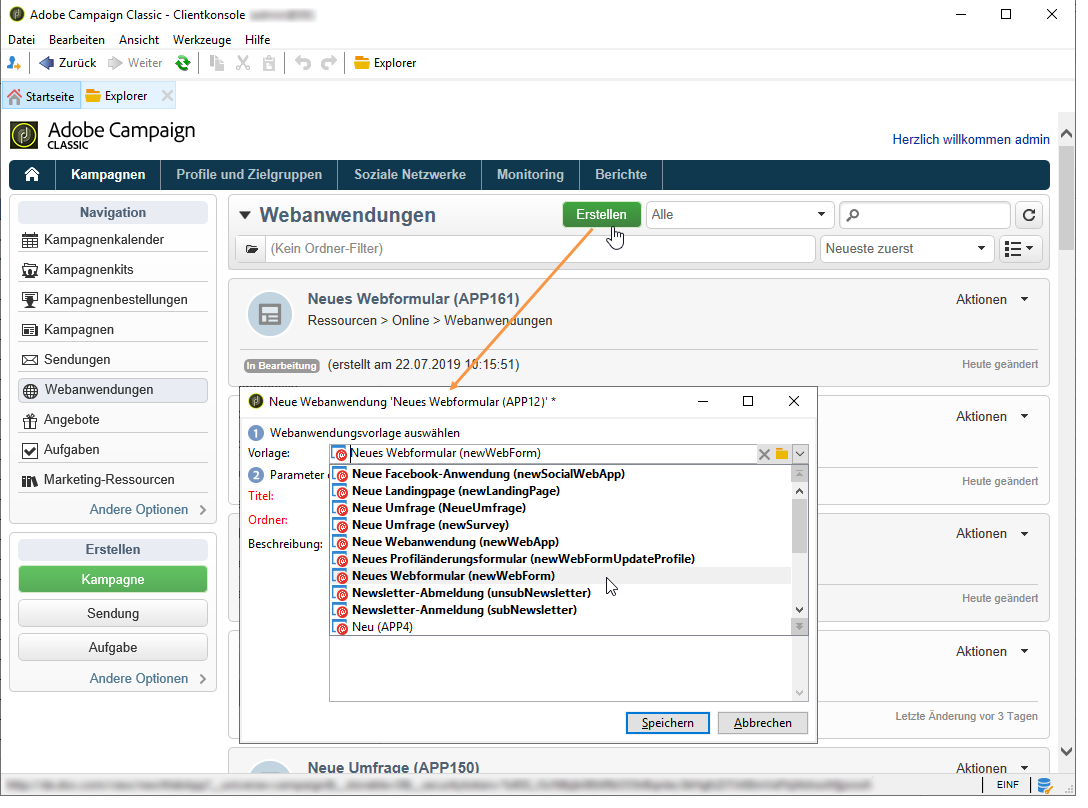 Adobe Campaign Classic - Clientkonsole
Datei Bearbeiten Ansicht Werkzeuge Hilfe
Zurück Weiter Explorer
Startseite Explorer
Adobe Campaign
CLASSIC
Herzlich willkommen admin
Kampagnen Profile und Zielgruppen Soziale Netzwerke Monitoring Berichte
Navigation
Kampagnenkalender
Kampagnenkits
Kampagnenbestellungen
Kampagnen
Sendungen
Webanwendungen
Angebote
Aufgaben
Marketing-Ressourcen
Andere Optionen
Erstellen
Kampagne
Sendung
Aufgabe
Andere Optionen
Webanwendungen Erstellen Alle
(Kein Ordner-Filter) Neueste zuerst
Neues Webformular (APP161) Aktionen
Ressourcen > Online > Webanwendungen
In Bearbeitung (erstellt am 22.07.2019 10:15:51) Heute geändert
Aktionen
Heute geändert
Aktionen
Heute geändert
Aktionen
Letzte Änderung vor 3 Tagen
Neue Umfrage (APP150) Aktionen
Neue Webanwendung 'Neues Webformular (APP12)' *
1 Webanwendungsvorlage auswählen
Vorlage: Neues Webformular (newWebForm)
2 Parameter
Titel:
Ordner:
Beschreibung:
Neue Facebook-Anwendung (newSocialWebApp)
Neue Landingpage (newLandingPage)
Neue Umfrage (NeueUmfrage)
Neue Umfrage (newSurvey)
Neue Webanwendung (newWebApp)
Neues Profiländerungsformular (newWebFormUpdateProfile)
Neues Webformular (newWebForm)
Newsletter-Abmeldung (unsubNewsletter)
Newsletter-Anmeldung (subNewsletter)
Neu (APP4)
Speichern Abbrechen
EINF